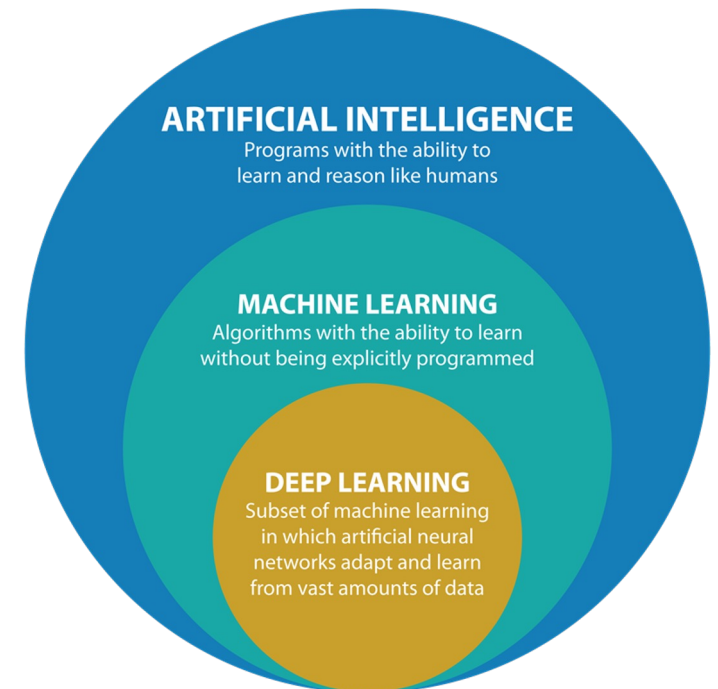 ARTIFICIAL INTELLIGENCE
Programs with the ability to
learn and reason like humans
MACHINE LEARNING
Algorithms with the ability to learn
without being explicitly programmed
DEEP LEARNING
Subset of machine learning
in which artificial neural
networks adapt and learn
from vast amounts of data